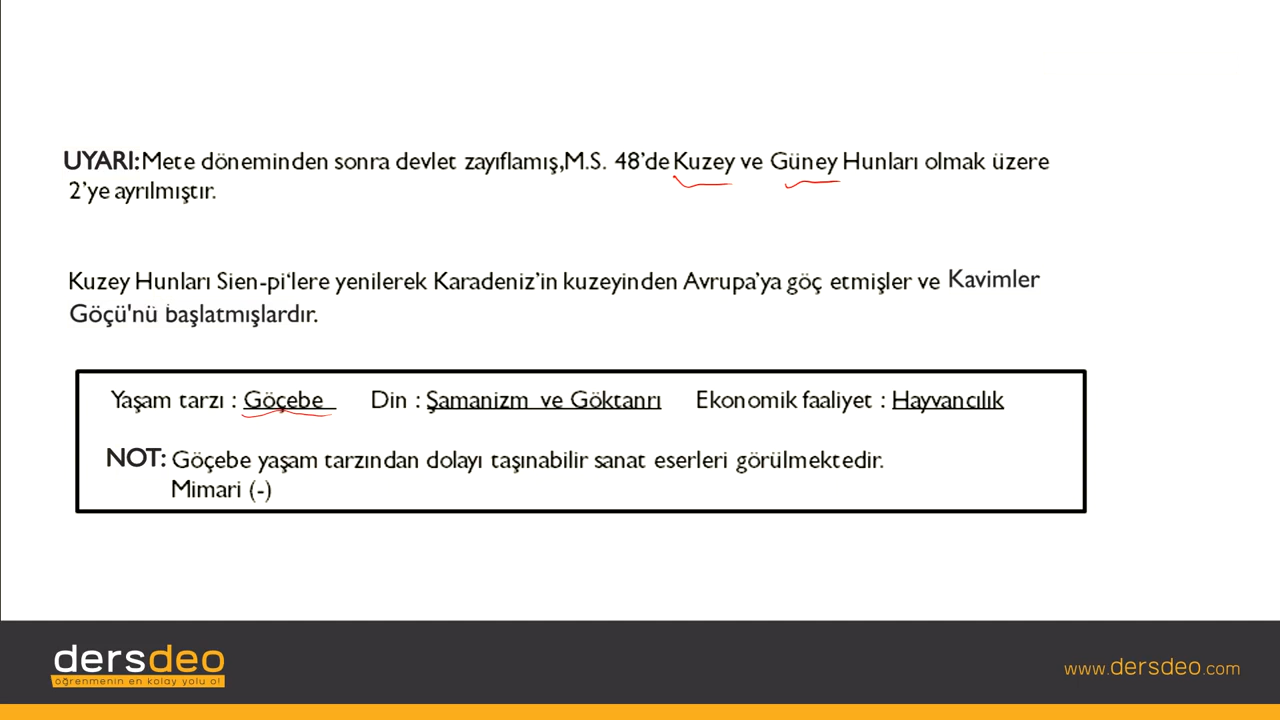 UYARI:Mete döneminden sonra devlet zayıflamış,M.S. 48'de Kuzey ve Güney Hunları olmak üzere
2'ye ayrılmıştır.
Kuzey Hunları Sien-pi'lere yenilerek Karadeniz'in kuzeyinden Avrupa'ya göç etmişler ve Kavimler
Göçü'nü başlatmışlardır.
Yaşam tarzı : Göçebe Din : Şamanizm ve Göktanrı Ekonomik faaliyet : Hayvancılık
NOT: Göçebe yaşam tarzından dolayı taşınabilir sanat eserleri görülmektedir.
Mimari (-)
dersdeo
öğrenmenin en kolay yolu o!
www.dersdeo.com